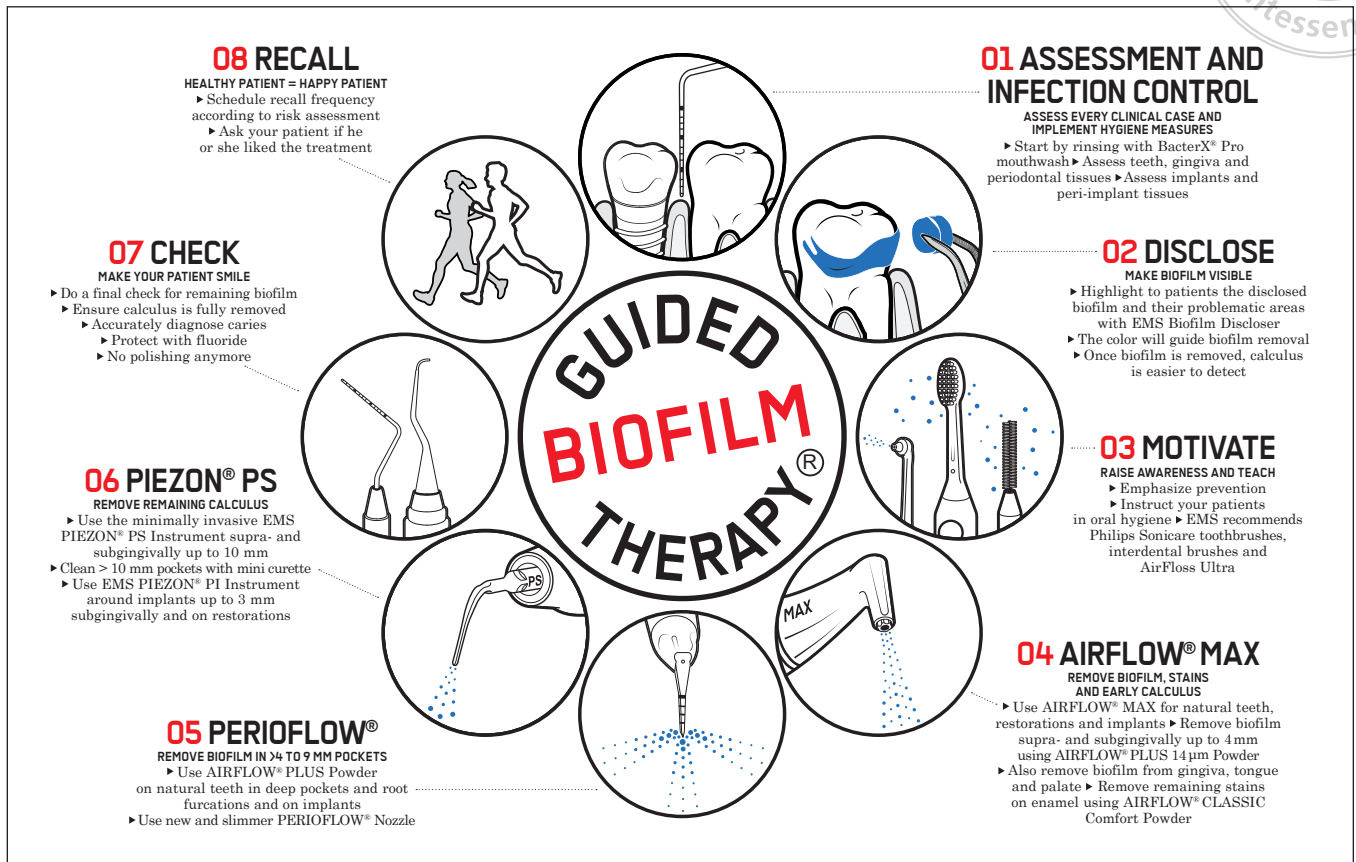 08 RECALL
HEALTHY PATIENT = HAPPY PATIENT
▶ Schedule recall frequency
according to risk assessment
▶ Ask your patient if he
or she liked the treatment
01 ASSESSMENT AND
INFECTION CONTROL
ASSESS EVERY CLINICAL CASE AND
IMPLEMENT HYGIENE MEASURES
▶ Start by rinsing with BacterX® Pro
mouthwash ▶ Assess teeth, gingiva and
periodontal tissues ▶ Assess implants and
peri-implant tissues
02 DISCLOSE
MAKE BIOFILM VISIBLE
▶ Highlight to patients the disclosed
biofilm and their problematic areas
with EMS Biofilm Discloser
▶ The color will guide biofilm removal
▶ Once biofilm is removed, calculus
is easier to detect
03 MOTIVATE
RAISE AWARENESS AND TEACH
▶ Emphasize prevention
▶ Instruct your patients
in oral hygiene ▶ EMS recommends
Philips Sonicare toothbrushes,
interdental brushes and
AirFloss Ultra
04 AIRFLOW® MAX
REMOVE BIOFILM, STAINS
AND EARLY CALCULUS
▶ Use AIRFLOW® MAX for natural teeth,
restorations and implants ▶ Remove biofilm
supra- and subgingivally up to 4 mm
using AIRFLOW® PLUS 14 µm Powder
▶ Also remove biofilm from gingiva, tongue
and palate ▶ Remove remaining stains
on enamel using AIRFLOW® CLASSIC
Comfort Powder
05 PERIOFLOW®
REMOVE BIOFILM IN >4 TO 9 MM POCKETS
▶ Use AIRFLOW® PLUS Powder
on natural teeth in deep pockets and root
furcations and on implants
▶ Use new and slimmer PERIOFLOW® Nozzle
06 PIEZON® PS
REMOVE REMAINING CALCULUS
▶ Use the minimally invasive EMS
PIEZON® PS Instrument supra- and
subgingivally up to 10 mm
▶ Clean > 10 mm pockets with mini curette
▶ Use EMS PIEZON® PI Instrument
around implants up to 3 mm
subgingivally and on restorations
07 CHECK
MAKE YOUR PATIENT SMILE
▶ Do a final check for remaining biofilm
▶ Ensure calculus is fully removed
▶ Accurately diagnose caries
▶ Protect with fluoride
▶ No polishing anymore
GUIDED
BIOFILM
THERAPY®
PS
MAX